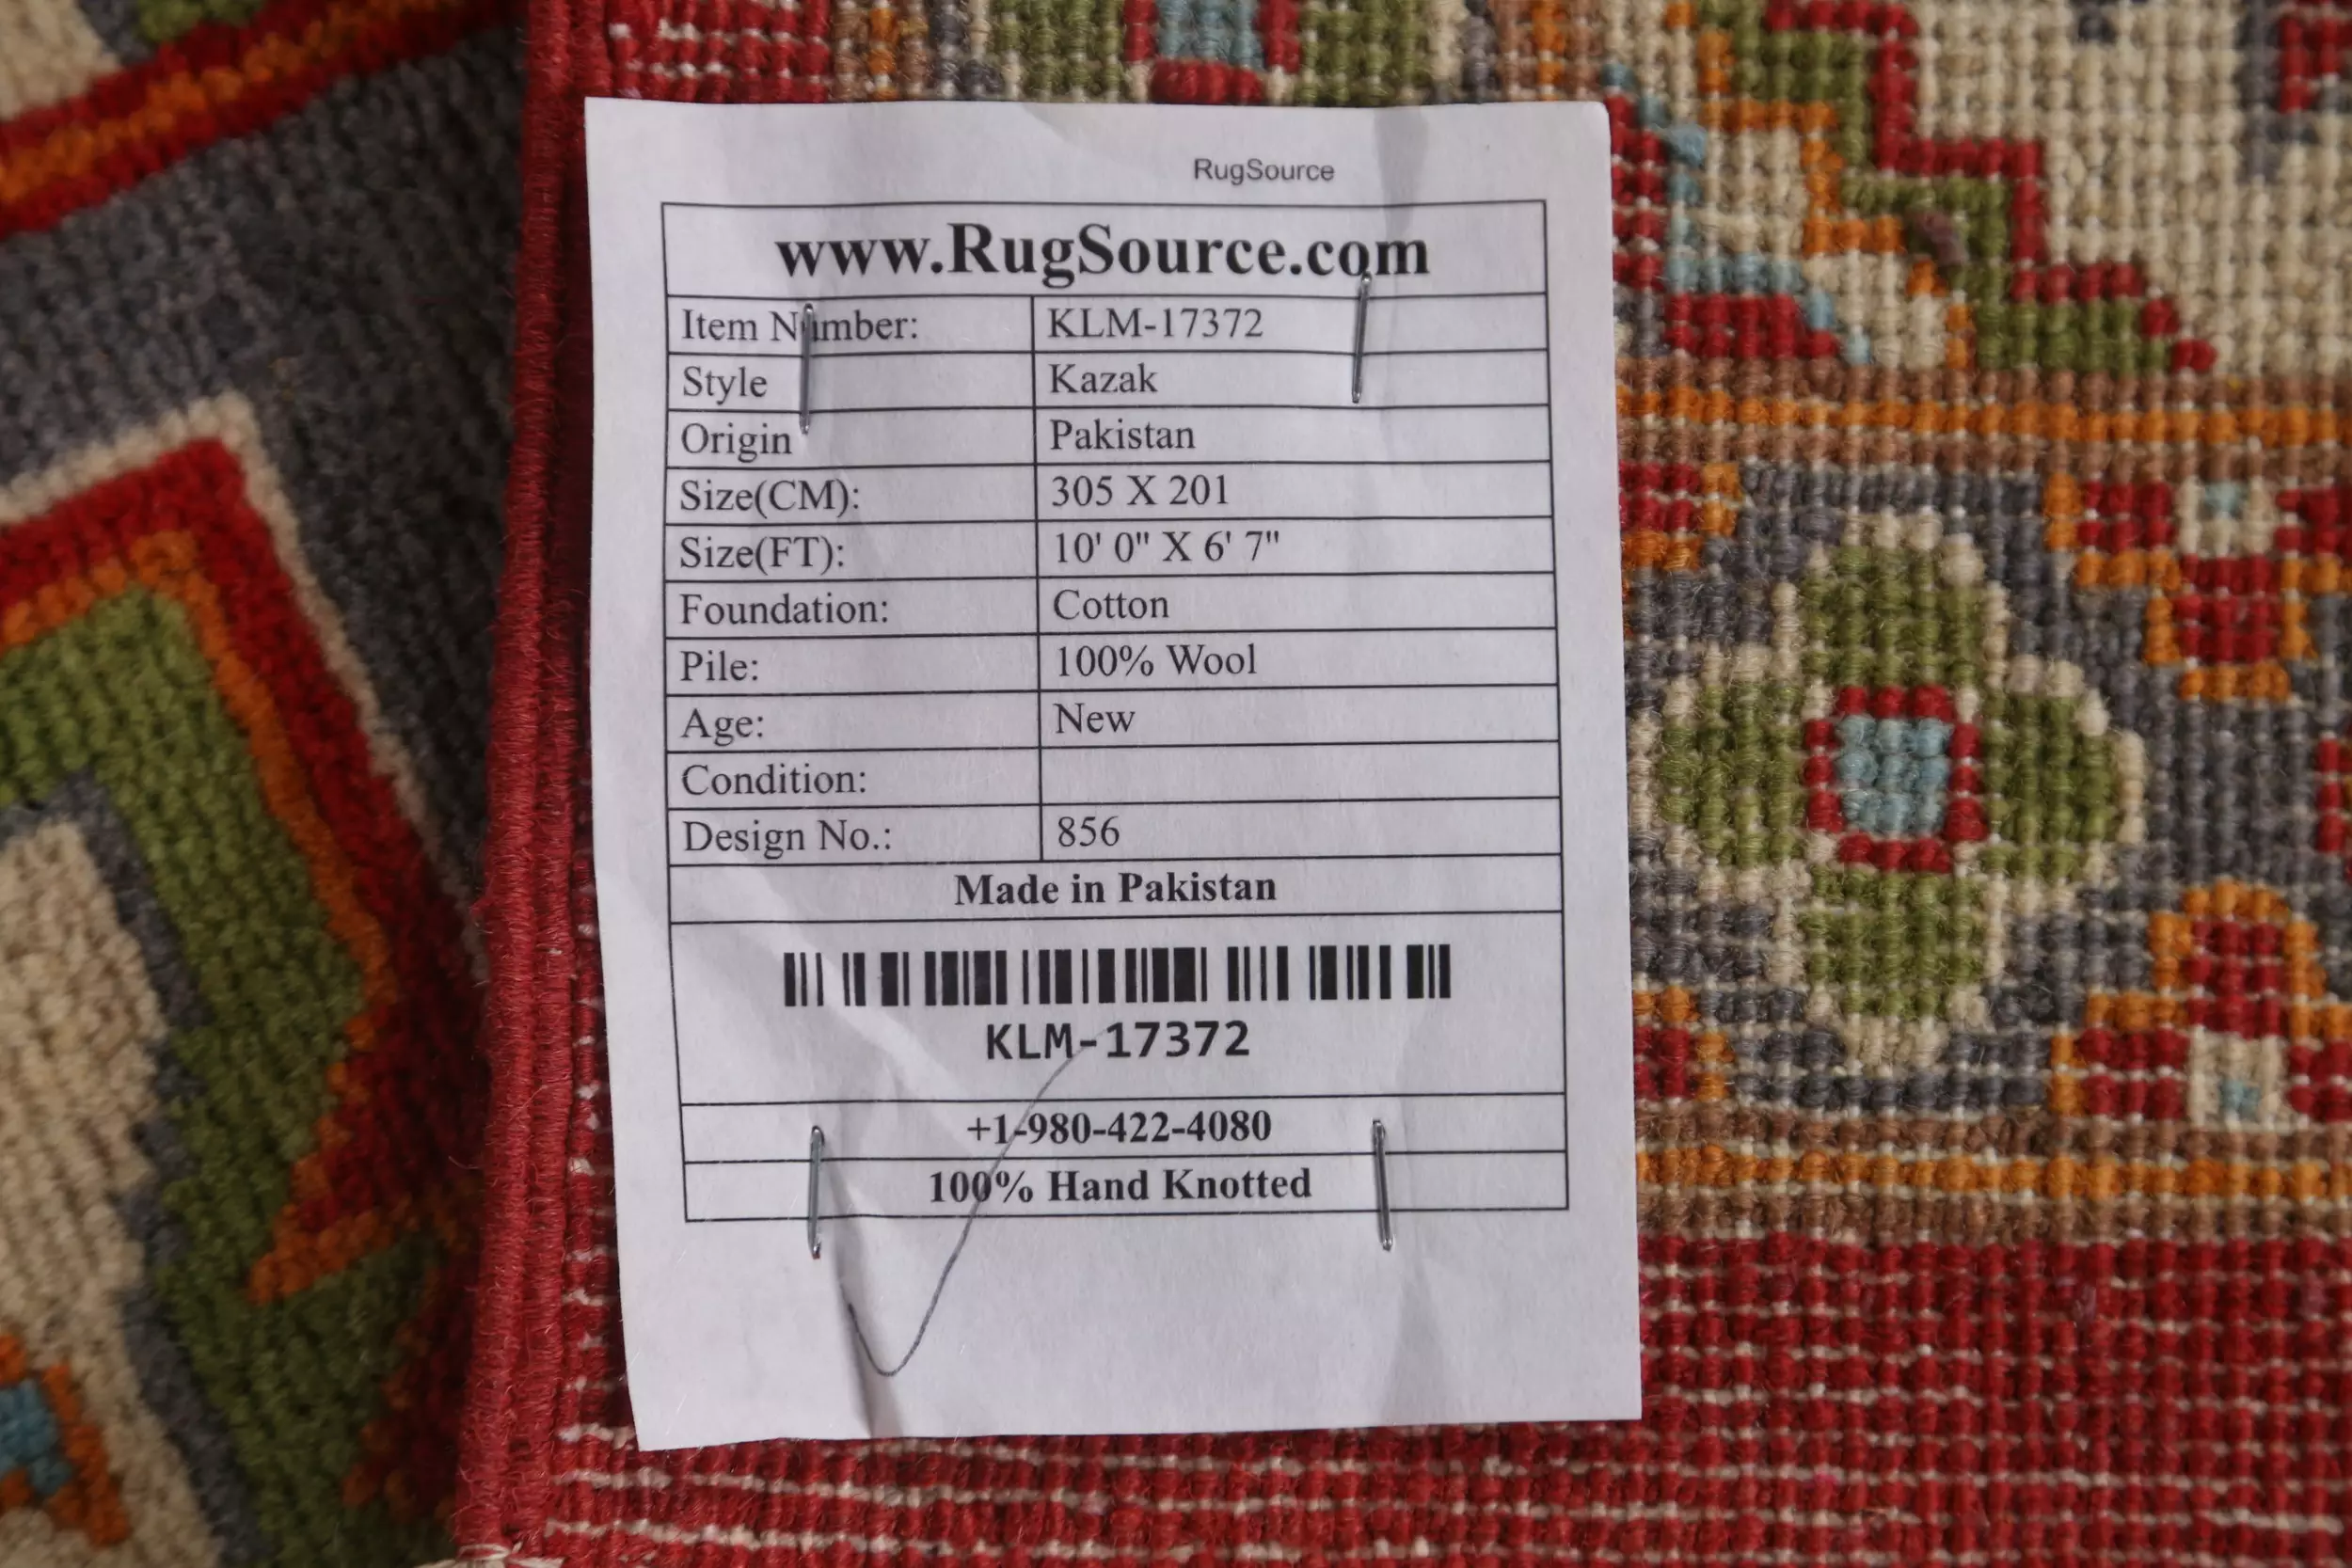 RugSource
www.RugSource.com
Item Number: KLM-17372
Style Kazak
Origin Pakistan
Size(CM): 305 X 201
Size(FT): 10' 0" X 6' 7"
Foundation: Cotton
Pile: 100% Wool
Age: New
Condition:
Design No.: 856
Made in Pakistan
KLM-17372
+1-980-422-4080
100% Hand Knotted